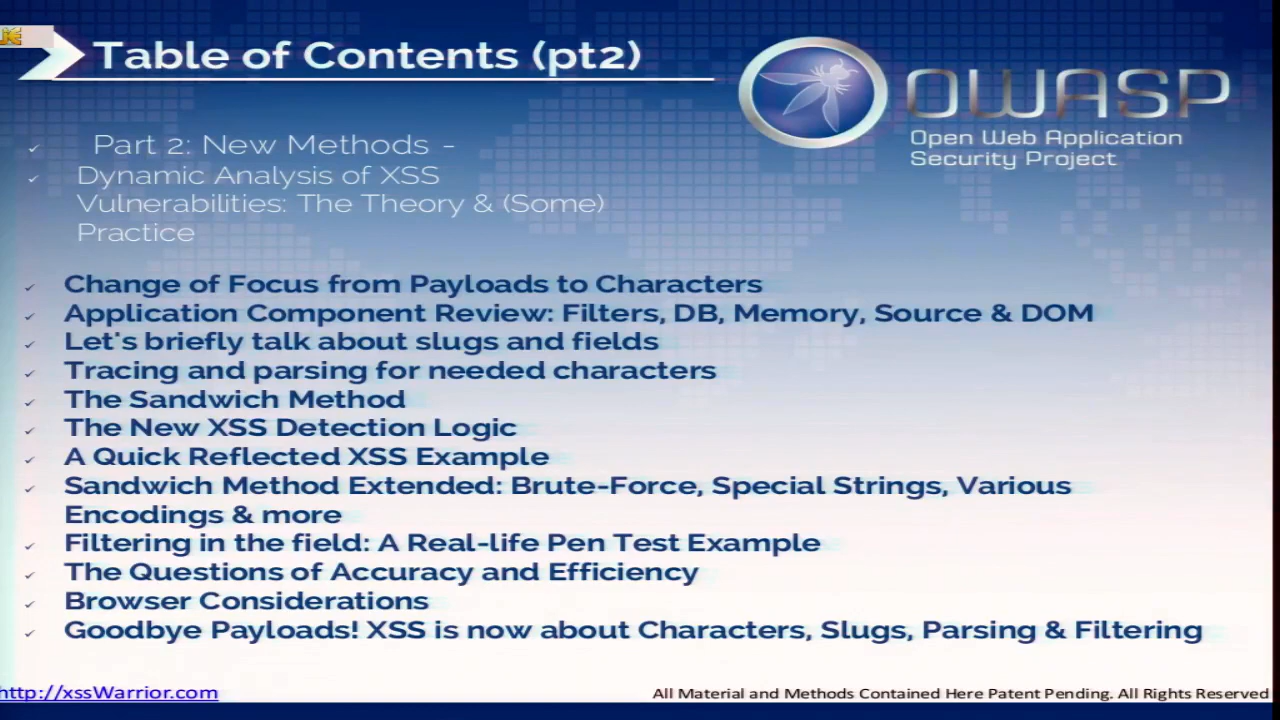 Table of Contents (pt2)
OWASP
Open Web Application
Security Project
Part 2: New Methods -
Dynamic Analysis of XSS
Vulnerabilities: The Theory & (Some)
Practice
Change of Focus from Payloads to Characters
Application Component Review: Filters, DB, Memory, Source & DOM
Let's briefly talk about slugs and fields
Tracing and parsing for needed characters
The Sandwich Method
The New XSS Detection Logic
A Quick Reflected XSS Example
Sandwich Method Extended: Brute-Force, Special Strings, Various
Encodings & more
Filtering in the field: A Real-life Pen Test Example
The Questions of Accuracy and Efficiency
Browser Considerations
Goodbye Payloads! XSS is now about Characters, Slugs, Parsing & Filtering
http://xssWarrior.com
All Material and Methods Contained Here Patent Pending. All Rights Reserved